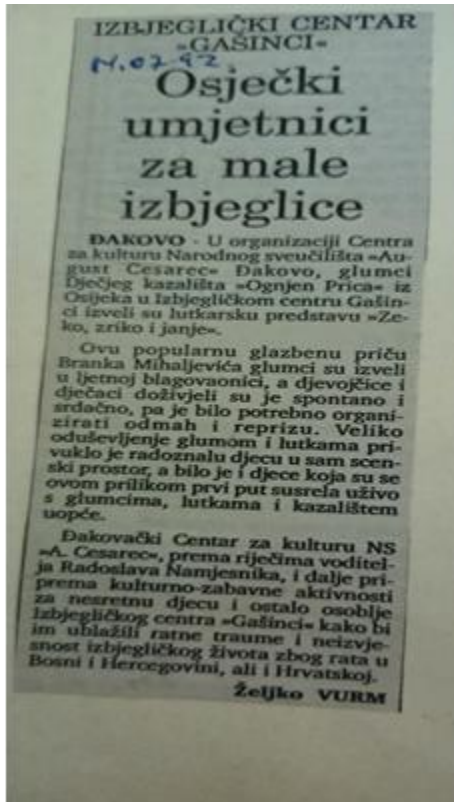 IZBJEGLIČKI CENTAR
»GAŠINCI«
Osječki
umjetnici
za male
izbjeglice
ĐAKOVO - U organizaciji Centra
za kulturu Narodnog sveučilišta »Au-
gust Cesarec« Đakovo, glumci
Dječjeg kazališta »Ognjen Prica« iz
Osijeka u Izbjegličkom centru Gašin-
ci izveli su lutkarsku predstavu »Ze-
ko, zriko i janje«.
Ovu popularnu glazbenu priču
Branka Mihaljevića glumci su izveli
u ljetnoj blagovaonici, a djevojčice i
dječaci doživjeli su je spontano i
srdačno, pa je bilo potrebno organi-
zirati odmah i reprizu. Veliko
oduševljenje glumom i lutkama pri-
vuklo je radoznalu djecu u sam scen-
ski prostor, a bilo je i djece koja su se
ovom prilikom prvi put susrela uživo
s glumcima, lutkama i kazalištem
uopće.
Đakovački Centar za kulturu NS
»A. Cesarec«, prema riječima voditel-
ja Radoslava Namjesnika, i dalje pri-
prema kulturno-zabavne aktivnosti
za nesretnu djecu i ostalo osoblje
Izbjegličkog centra »Gašinci« kako bi
im ublažili ratne traume i neizvje-
snost izbjegličkog života zbog rata u
Bosni i Hercegovini, ali i Hrvatskoj.
Željko VURM